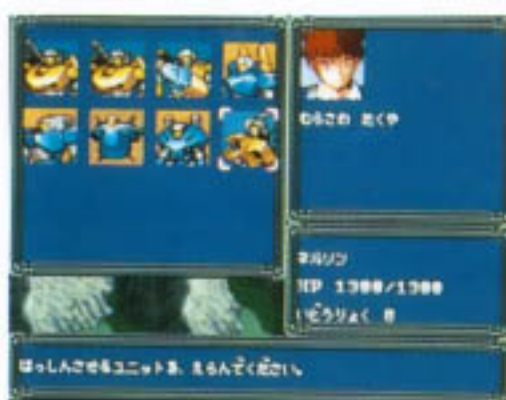 むらさめ たくや
ネルソン
HP 1300/1300
いどうりょく 8
はっしんさせるユニットを、えらんでください。